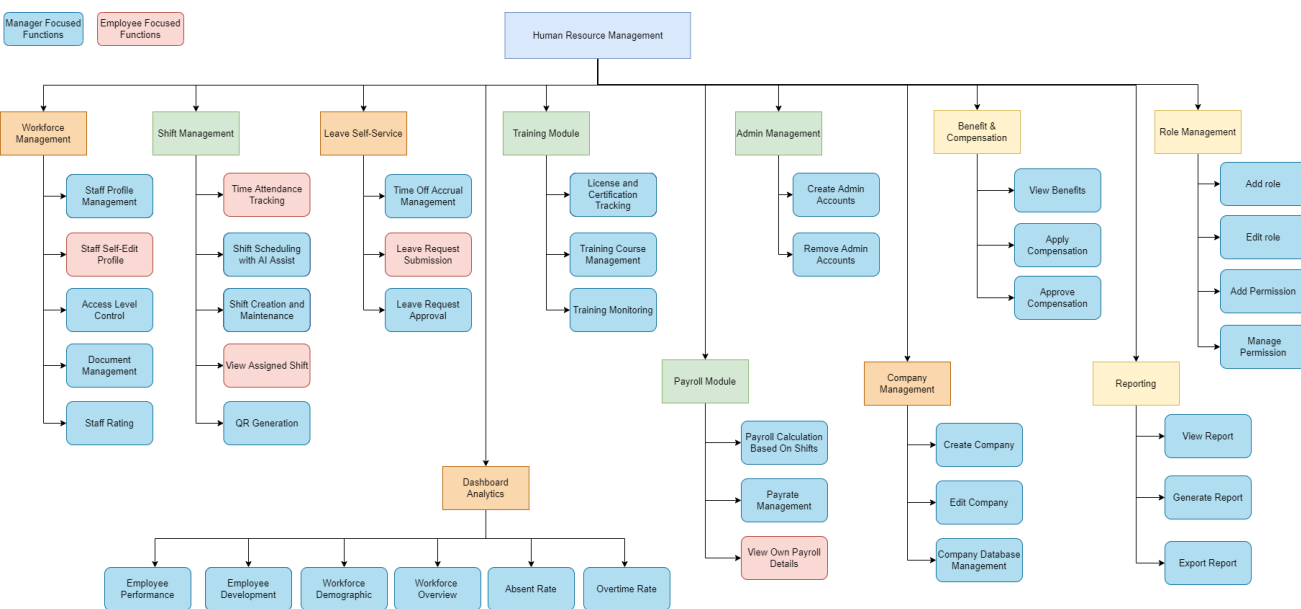 Manager Focused
Functions
Employee Focused
Functions
Human Resource Management
Workforce
Management
Shift Management
Leave Self-Service
Training Module
Admin Management
Benefit &
Compensation
Role Management
Staff Profile
Management
Staff Self-Edit
Profile
Access Level
Control
Document
Management
Staff Rating
Time Attendance
Tracking
Shift Scheduling
with AI Assist
Shift Creation and
Maintenance
View Assigned Shift
QR Generation
Time Off Accrual
Management
Leave Request
Submission
Leave Request
Approval
License and
Certification
Tracking
Training Course
Management
Training Monitoring
Create Admin
Accounts
Remove Admin
Accounts
View Benefits
Apply
Compensation
Approve
Compensation
Add role
Edit role
Add Permission
Manage
Permission
Payroll Module
Company
Management
Reporting
Payroll Calculation
Based On Shifts
Payrate
Management
View Own Payroll
Details
Create Company
Edit Company
Company Database
Management
View Report
Generate Report
Export Report
Dashboard
Analytics
Employee
Performance
Employee
Development
Workforce
Demographic
Workforce
Overview
Absent Rate
Overtime Rate